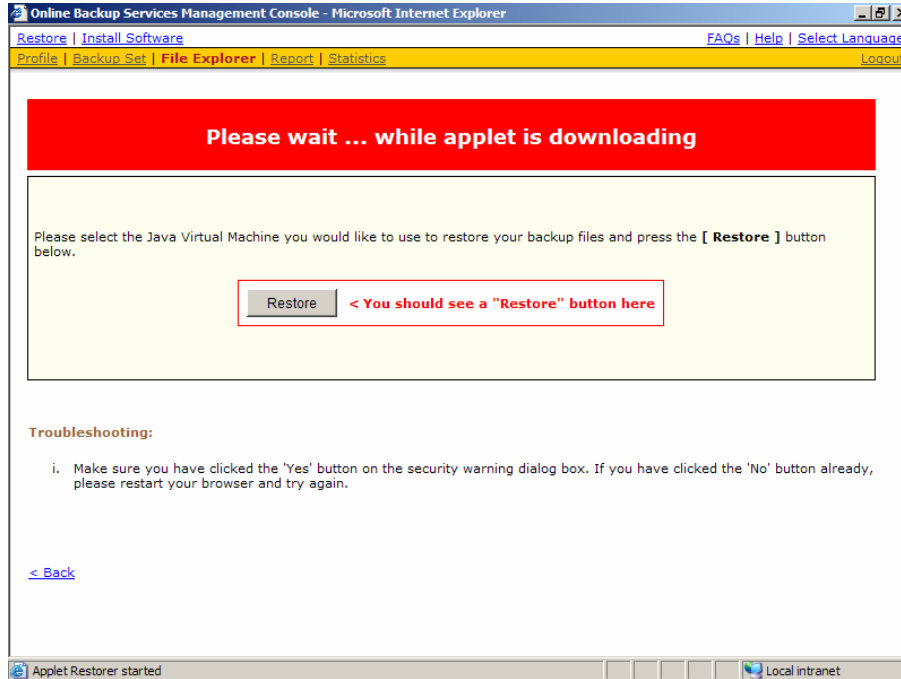 Online Backup Services Management Console - Microsoft Internet Explorer
Restore | Install Software
FAQs | Help | Select Language
Profile | Backup Set | File Explorer | Report | Statistics
Logout
Please wait ... while applet is downloading
Please select the Java Virtual Machine you would like to use to restore your backup files and press the [ Restore ] button
below.
Restore
< You should see a "Restore" button here
Troubleshooting:
i. Make sure you have clicked the 'Yes' button on the security warning dialog box. If you have clicked the 'No' button already,
please restart your browser and try again.
< Back
Applet Restorer started
Local intranet